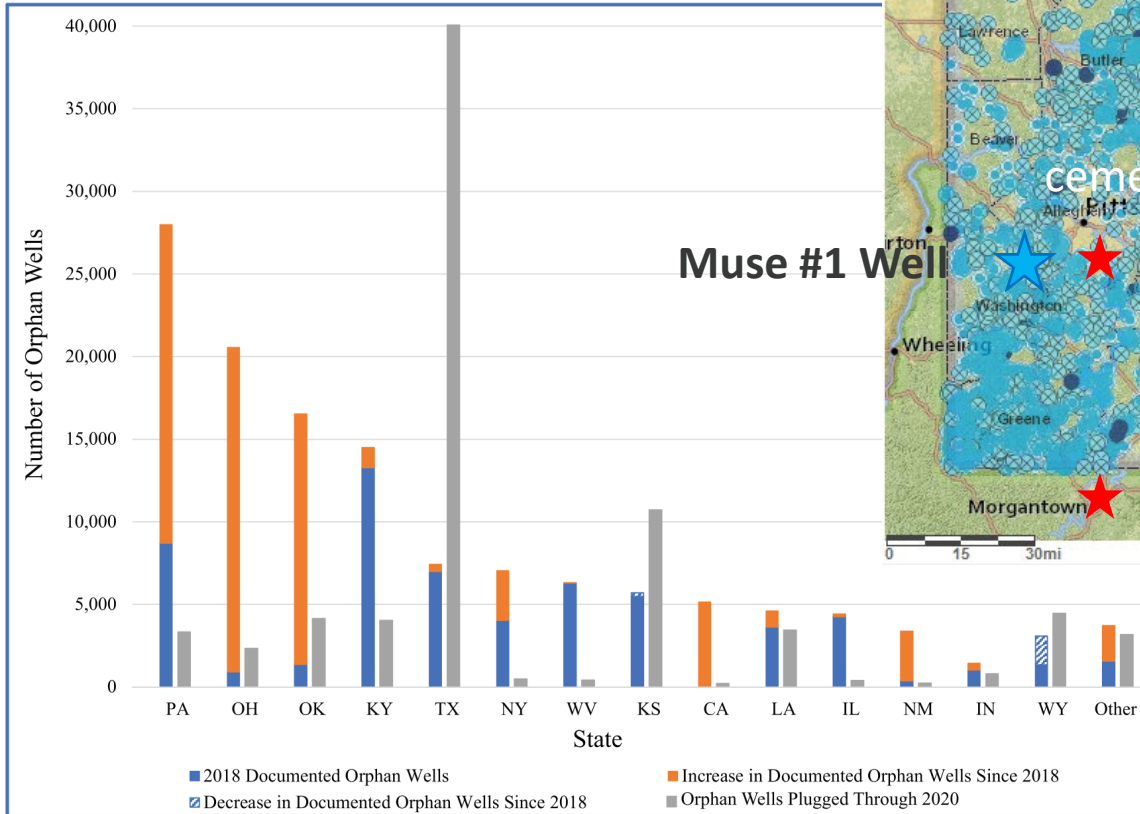 40,000
35,000
30,000
25,000
20,000
15,000
10,000
5,000
0
Number of Orphan Wells
PA OH OK KY TX NY WV KS CA LA IL NM IN WY Other
State
2018 Documented Orphan Wells
Increase in Documented Orphan Wells Since 2018
Decrease in Documented Orphan Wells Since 2018
Orphan Wells Plugged Through 2020
Muse #1 Well
Lawrence
Butler
Beaver
ceme
Pitt
Allegheny
rton
Washington
Wheeling
Greene
Morgantown
0 15 30mi